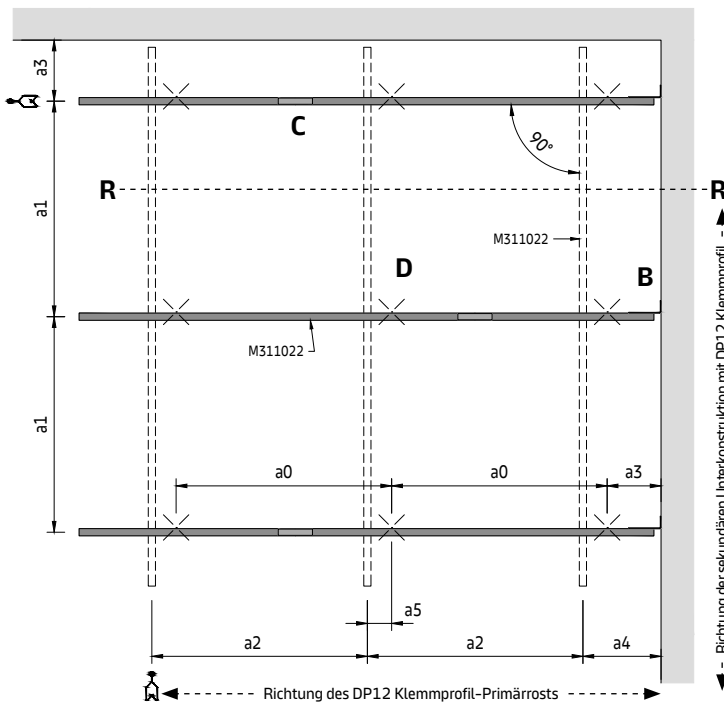 a3
C
90°
R
R
a1
M311022
D
B
M311022
a1
a0
a0
a3
a5
a2
a2
a4
Richtung des DP12 Klemmprofil-Primärrosts
Richtung der sekundären Unterkonstruktion mit DP12 Klemmprofil